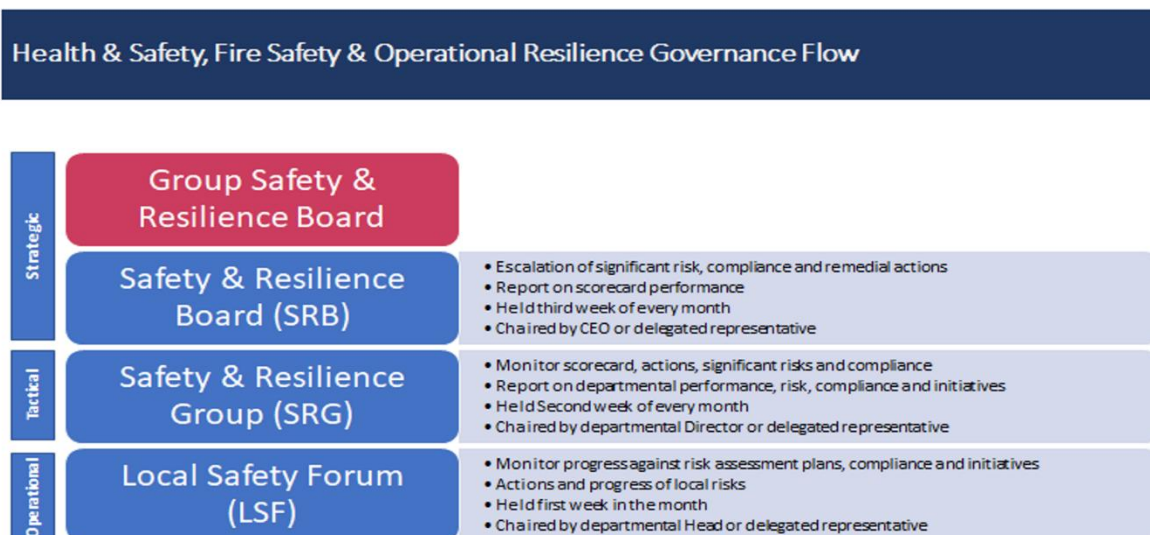 Health & Safety, Fire Safety & Operational Resilience Governance Flow
Strategic
Group Safety &
Resilience Board
Safety & Resilience
Board (SRB)
• Escalation of significant risk, compliance and remedial actions
• Report on scorecard performance
• Held third week of every month
• Chaired by CEO or delegated representative
Tactical
Safety & Resilience
Group (SRG)
• Monitor scorecard, actions, significant risks and compliance
• Report on departmental performance, risk, compliance and initiatives
• Held Second week of every month
• Chaired by departmental Director or delegated representative
Operational
Local Safety Forum
(LSF)
• Monitor progress against risk assessment plans, compliance and initiatives
• Actions and progress of local risks
• Held first week in the month
• Chaired by departmental Head or delegated representative